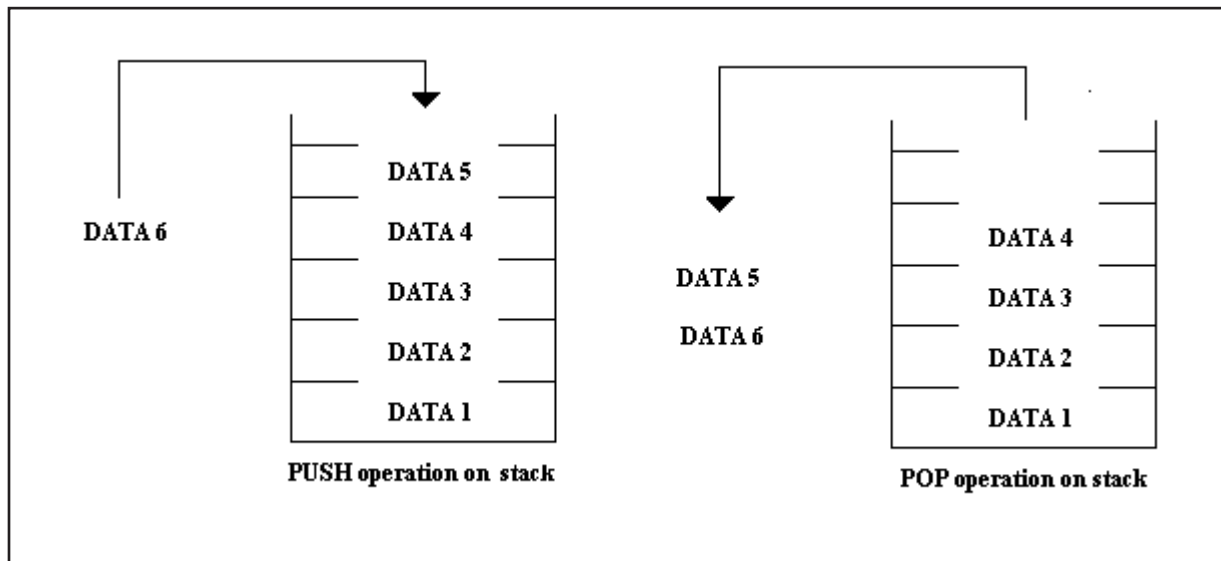 DATA 6
DATA 5
DATA 4
DATA 3
DATA 2
DATA 1
PUSH operation on stack
DATA 5
DATA 6
DATA 4
DATA 3
DATA 2
DATA 1
POP operation on stack